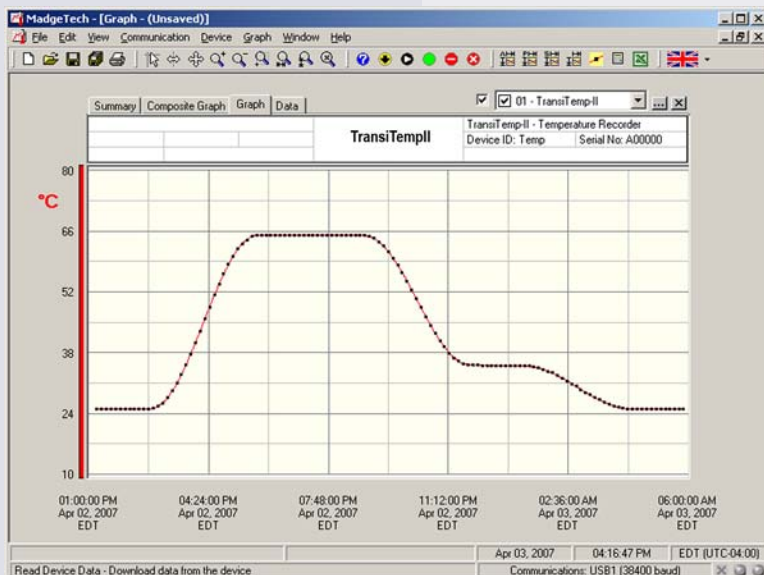 MadgeTech - [Graph - (Unsaved)]
File Edit View Communication Device Graph Window Help
Summary Composite Graph Graph Data 01 - TransiTemp-II
TransiTempII
TransiTemp-II - Temperature Recorder
Device ID: Temp Serial No: A00000
°C
80
66
52
38
24
10
01:00:00 PM 04:24:00 PM 07:48:00 PM 11:12:00 PM 02:36:00 AM 06:00:00 AM
Apr 02, 2007 Apr 02, 2007 Apr 02, 2007 Apr 02, 2007 Apr 03, 2007 Apr 03, 2007
EDT EDT EDT EDT EDT EDT
Apr 03, 2007 04:16:47 PM EDT (UTC-04:00)
Read Device Data - Download data from the device Communications: USB1 (38400 baud)